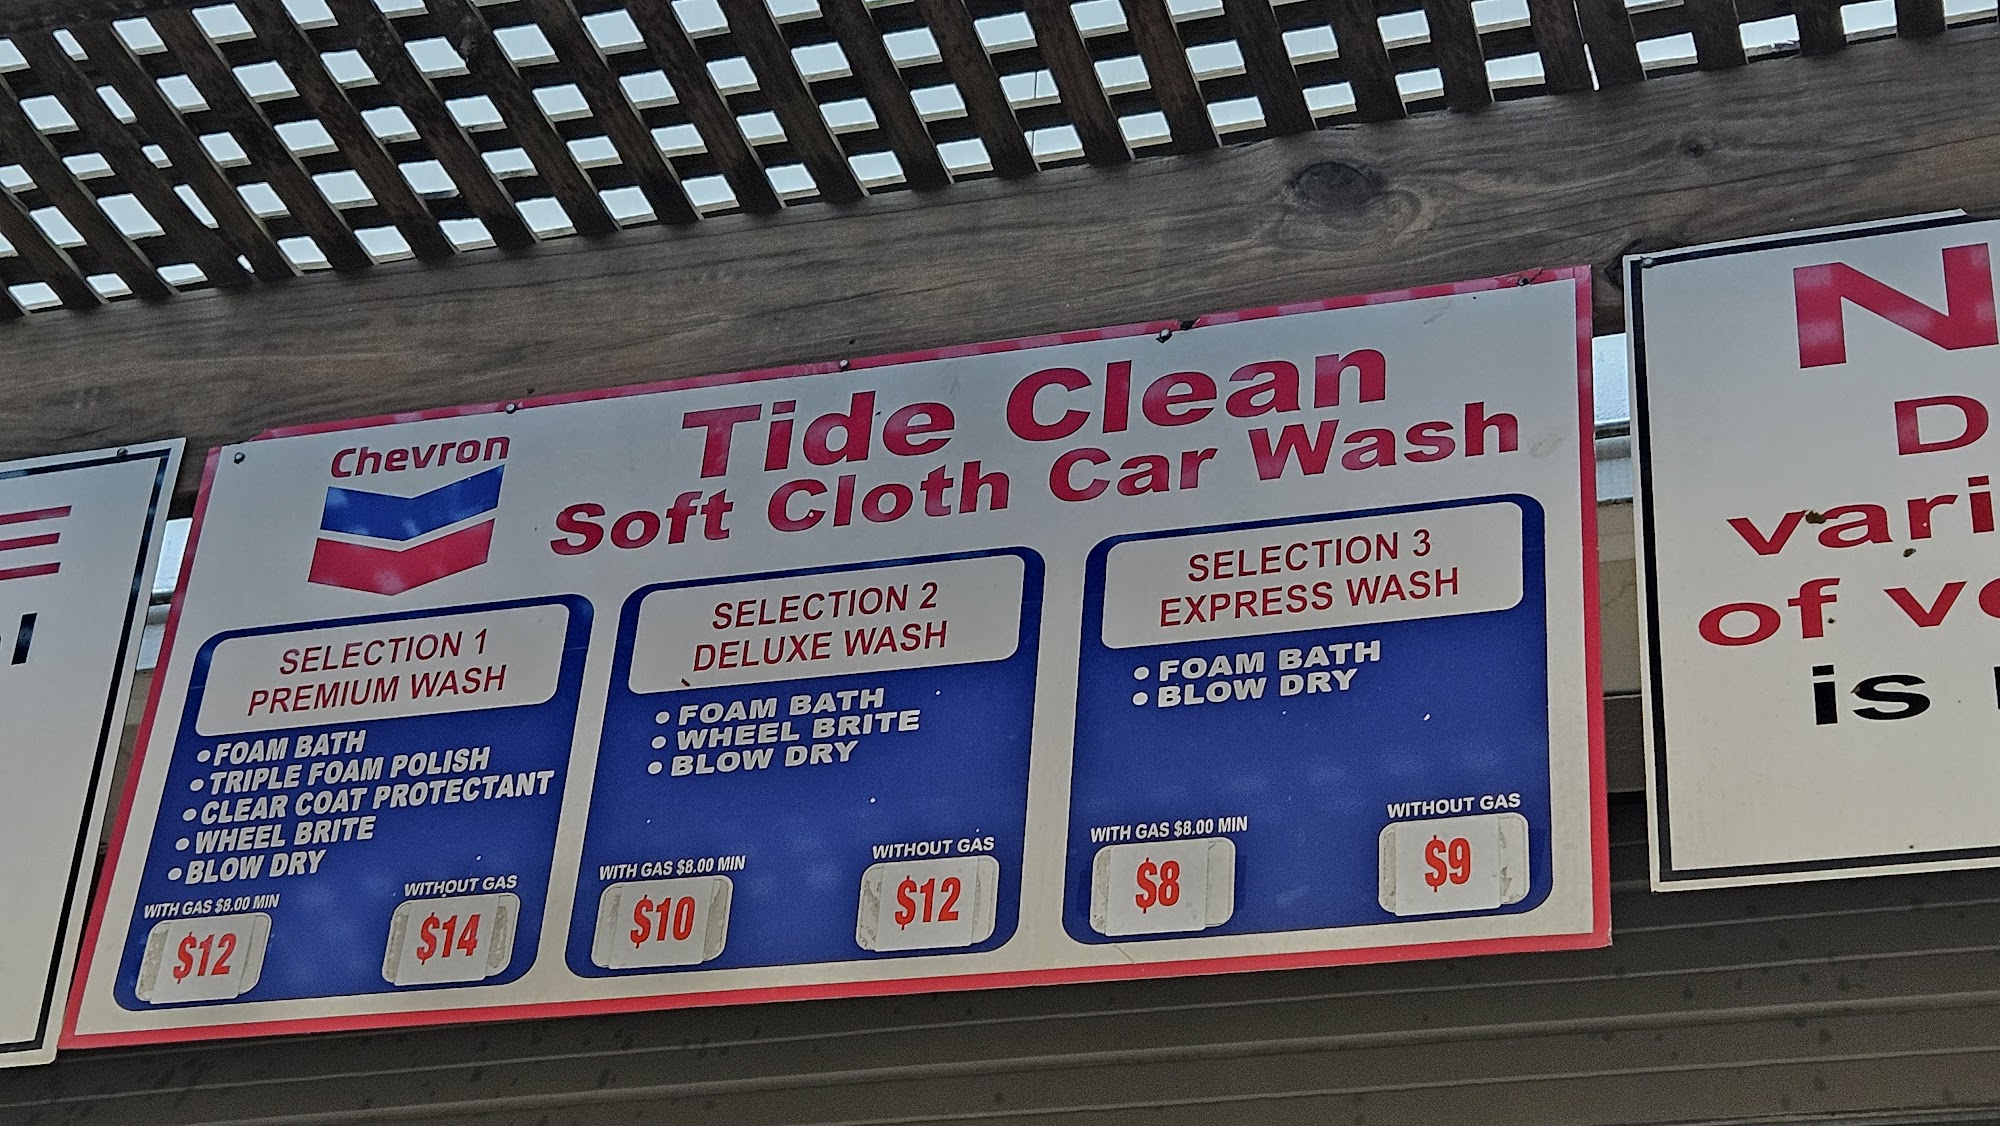 Chevron
Tide Clean
Soft Cloth Car Wash
SELECTION 1
PREMIUM WASH
• FOAM BATH
• TRIPLE FOAM POLISH
• CLEAR COAT PROTECTANT
• WHEEL BRITE
• BLOW DRY
WITH GAS $8.00 MIN
$12
WITHOUT GAS
$14
SELECTION 2
DELUXE WASH
• FOAM BATH
• WHEEL BRITE
• BLOW DRY
WITH GAS $8.00 MIN
$10
WITHOUT GAS
$12
SELECTION 3
EXPRESS WASH
• FOAM BATH
• BLOW DRY
WITH GAS $8.00 MIN
$8
WITHOUT GAS
$9
of
is